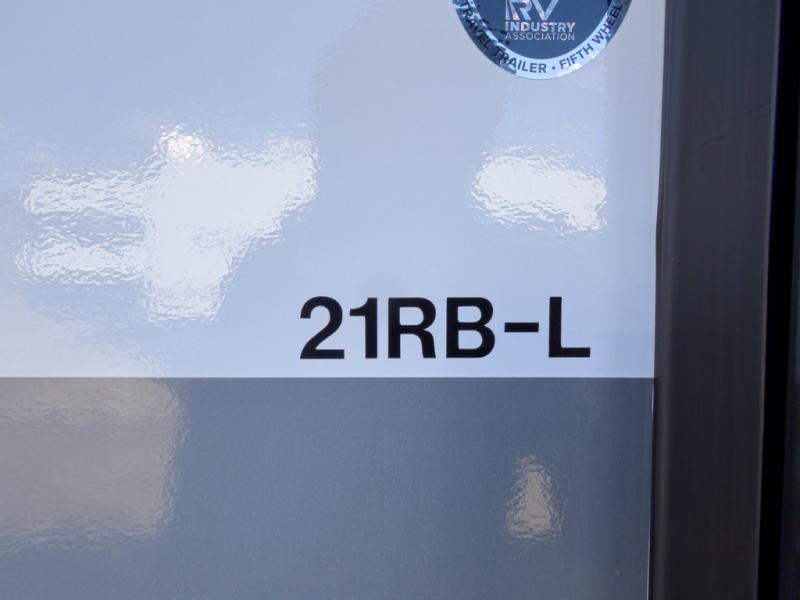 RV
INDUSTRY
ASSOCIATION
TRAVEL TRAILER • FIFTH WHEEL
21RB-L